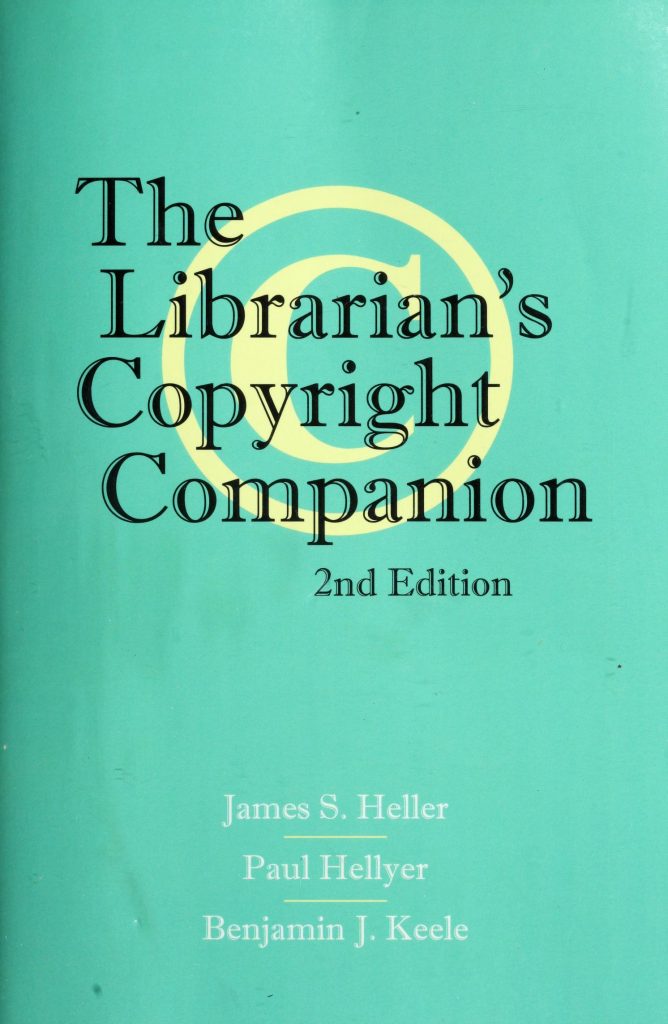 The
Librarian's
Copyright
Companion
2nd Edition
James S. Heller
Paul Hellyer
Benjamin J. Keele